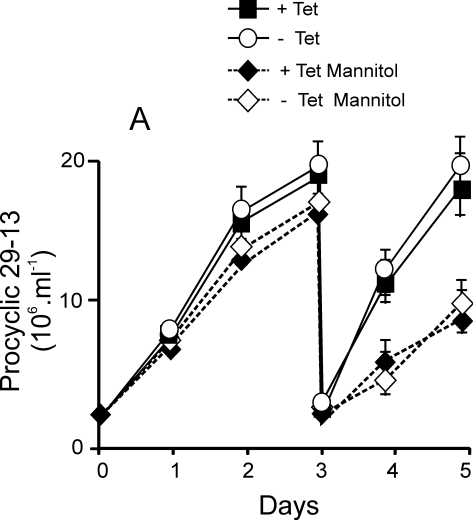 + Tet
- Tet
+ Tet Mannitol
- Tet Mannitol
A
Procyclic 29-13
(10⁶.ml⁻¹)
20
10
0
0 1 2 3 4 5
Days